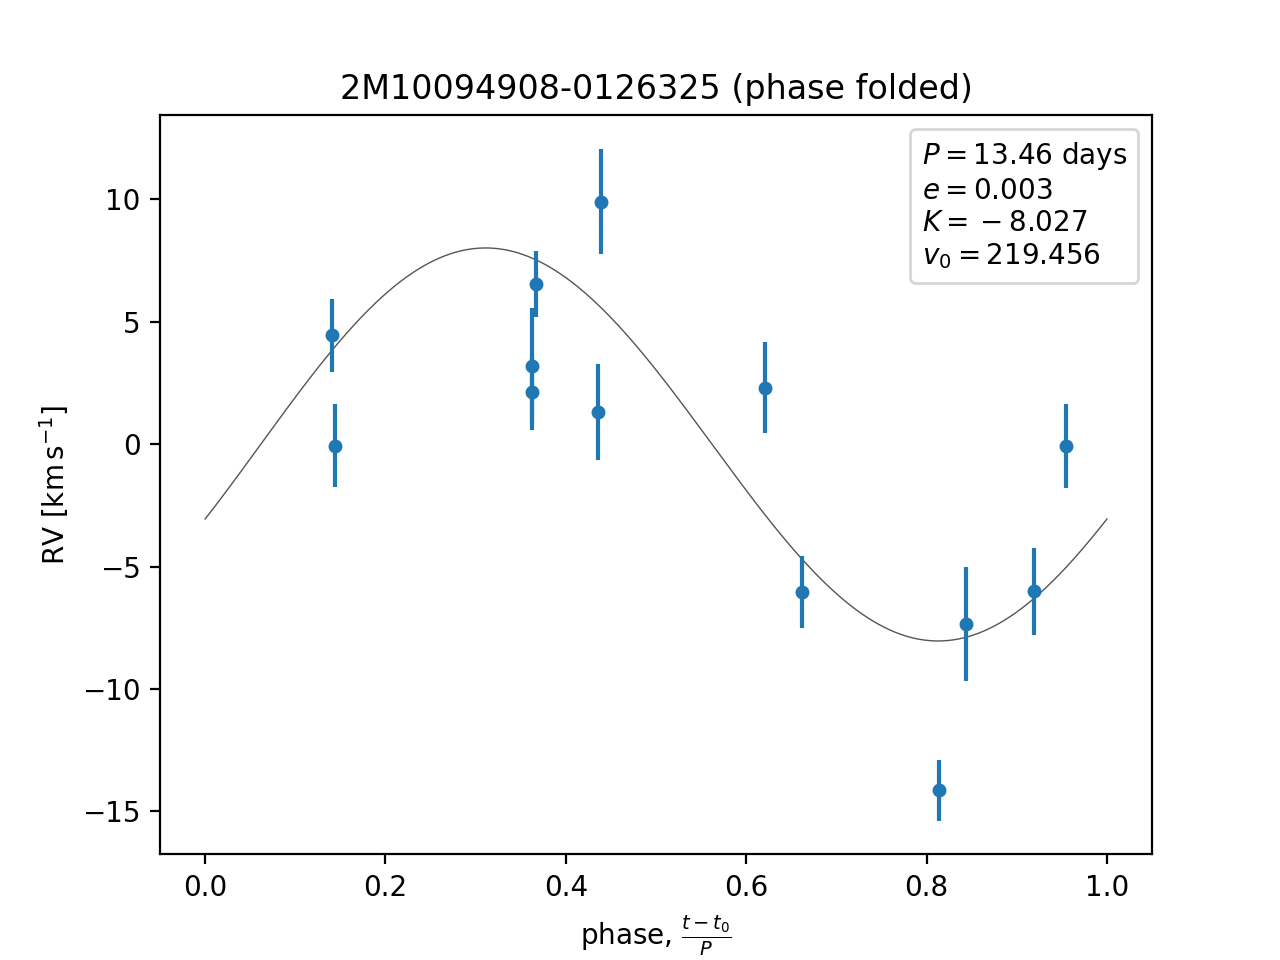 2M10094908-0126325 (phase folded)
P = 13.46 days
e = 0.003
K = −8.027
v₀ = 219.456
RV [km s⁻¹]
10
5
0
−5
−10
−15
0.0 0.2 0.4 0.6 0.8 1.0
phase, (t − t₀)/P